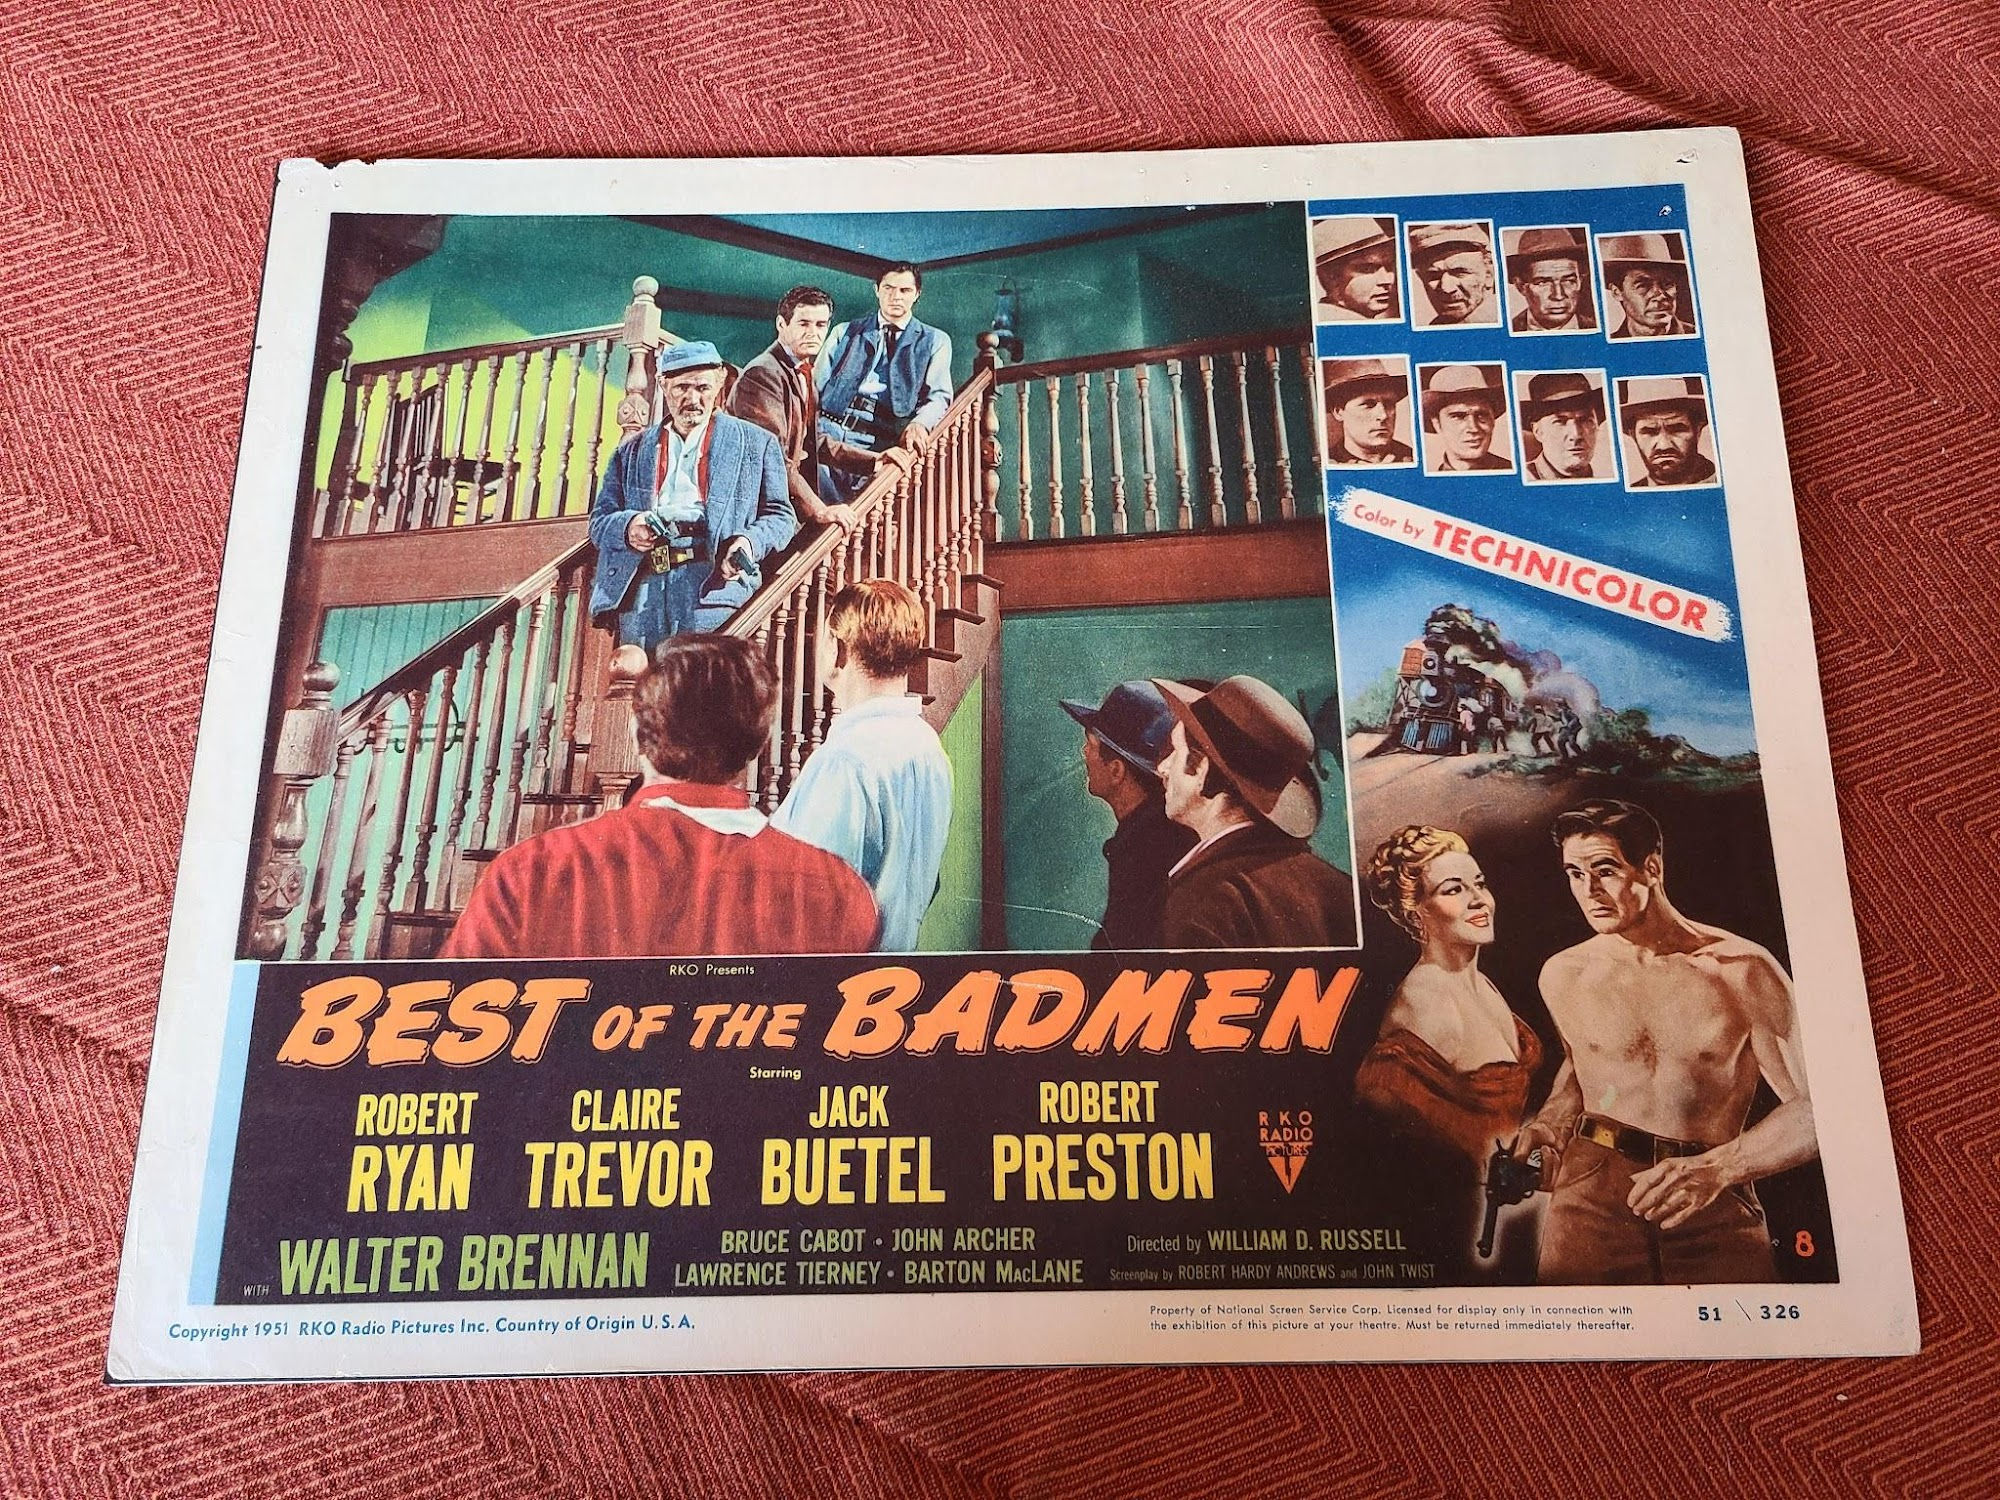 Color by TECHNICOLOR
RKO Presents
BEST OF THE BADMEN
Starring
ROBERT RYAN
CLAIRE TREVOR
JACK BUETEL
ROBERT PRESTON
RKO
RADIO
PICTURES
WITH WALTER BRENNAN
BRUCE CABOT • JOHN ARCHER
LAWRENCE TIERNEY • BARTON MacLANE
Directed by WILLIAM D. RUSSELL
Screenplay by ROBERT HARDY ANDREWS and JOHN TWIST
8
Copyright 1951 RKO Radio Pictures Inc. Country of Origin U.S.A.
Property of National Screen Service Corp. Licensed for display only in connection with
the exhibition of this picture at your theatre. Must be returned immediately thereafter.
51 \ 326